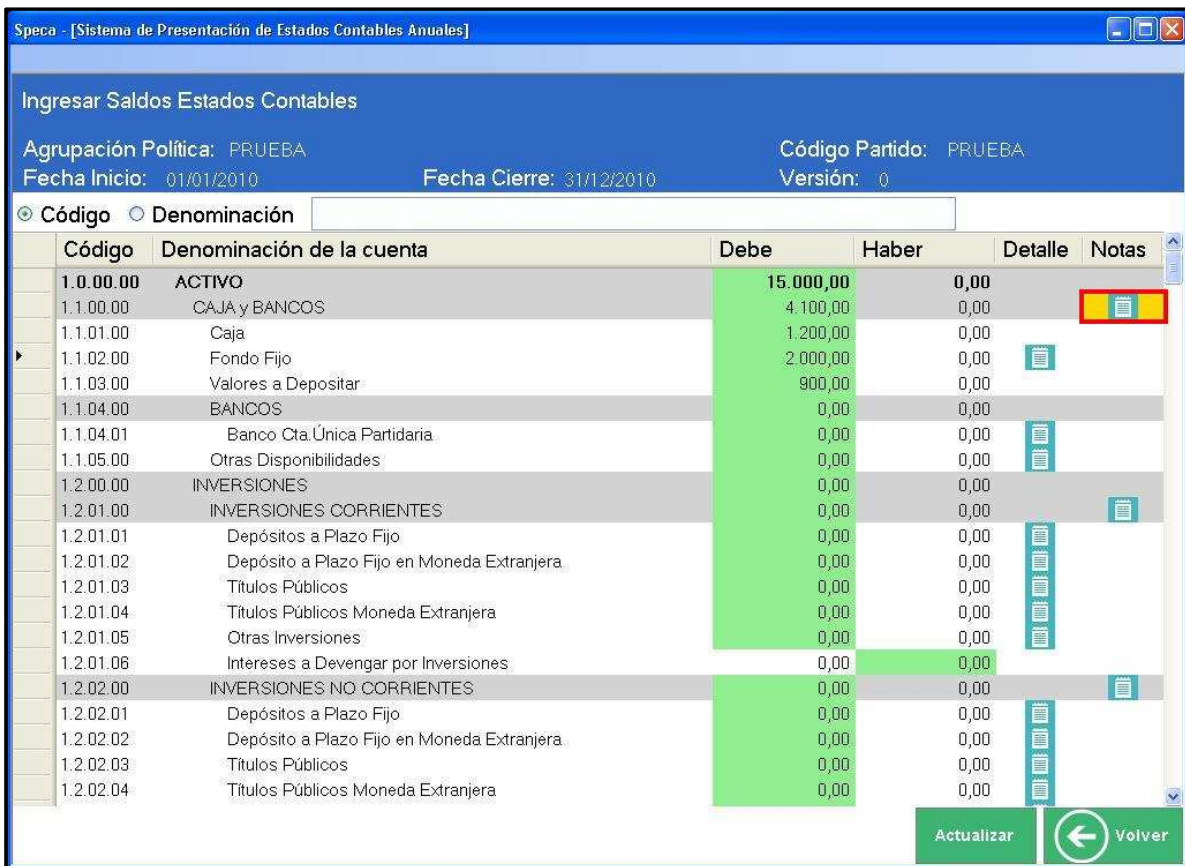 Speca - [Sistema de Presentación de Estados Contables Anuales]
Ingresar Saldos Estados Contables
Agrupación Política: PRUEBA Código Partido: PRUEBA
Fecha Inicio: 01/01/2010 Fecha Cierre: 31/12/2010 Versión: 0
Código Denominación
Código Denominación de la cuenta Debe Haber Detalle Notas
1.0.00.00 ACTIVO 15.000,00 0,00
1.1.00.00 CAJA y BANCOS 4.100,00 0,00
1.1.01.00 Caja 1.200,00 0,00
1.1.02.00 Fondo Fijo 2.000,00 0,00
1.1.03.00 Valores a Depositar 900,00 0,00
1.1.04.00 BANCOS 0,00 0,00
1.1.04.01 Banco Cta.Única Partidaria 0,00 0,00
1.1.05.00 Otras Disponibilidades 0,00 0,00
1.2.00.00 INVERSIONES 0,00 0,00
1.2.01.00 INVERSIONES CORRIENTES 0,00 0,00
1.2.01.01 Depósitos a Plazo Fijo 0,00 0,00
1.2.01.02 Depósito a Plazo Fijo en Moneda Extranjera 0,00 0,00
1.2.01.03 Títulos Públicos 0,00 0,00
1.2.01.04 Títulos Públicos Moneda Extranjera 0,00 0,00
1.2.01.05 Otras Inversiones 0,00 0,00
1.2.01.06 Intereses a Devengar por Inversiones 0,00 0,00
1.2.02.00 INVERSIONES NO CORRIENTES 0,00 0,00
1.2.02.01 Depósitos a Plazo Fijo 0,00 0,00
1.2.02.02 Depósito a Plazo Fijo en Moneda Extranjera 0,00 0,00
1.2.02.03 Títulos Públicos 0,00 0,00
1.2.02.04 Títulos Públicos Moneda Extranjera 0,00 0,00
Actualizar Volver